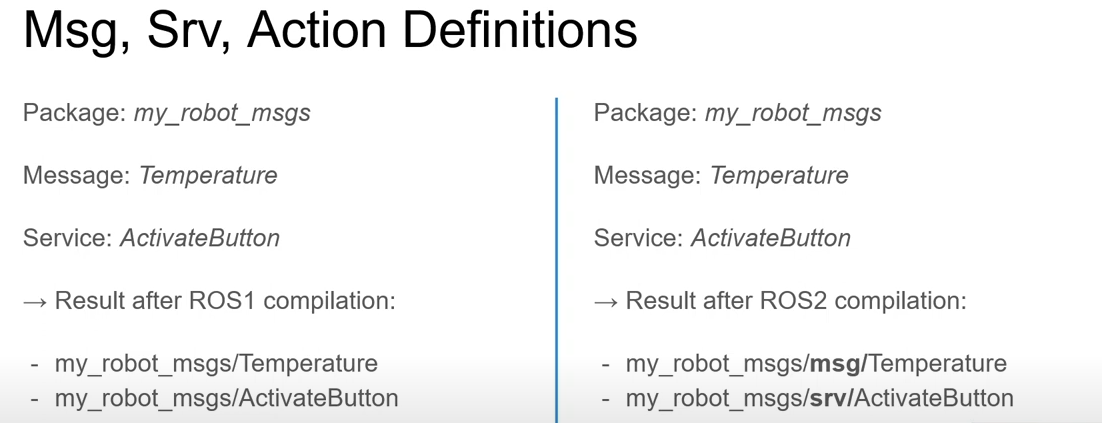 Msg, Srv, Action Definitions
Package: my_robot_msgs
Message: Temperature
Service: ActivateButton
→ Result after ROS1 compilation:
- my_robot_msgs/Temperature
- my_robot_msgs/ActivateButton
Package: my_robot_msgs
Message: Temperature
Service: ActivateButton
→ Result after ROS2 compilation:
- my_robot_msgs/msg/Temperature
- my_robot_msgs/srv/ActivateButton